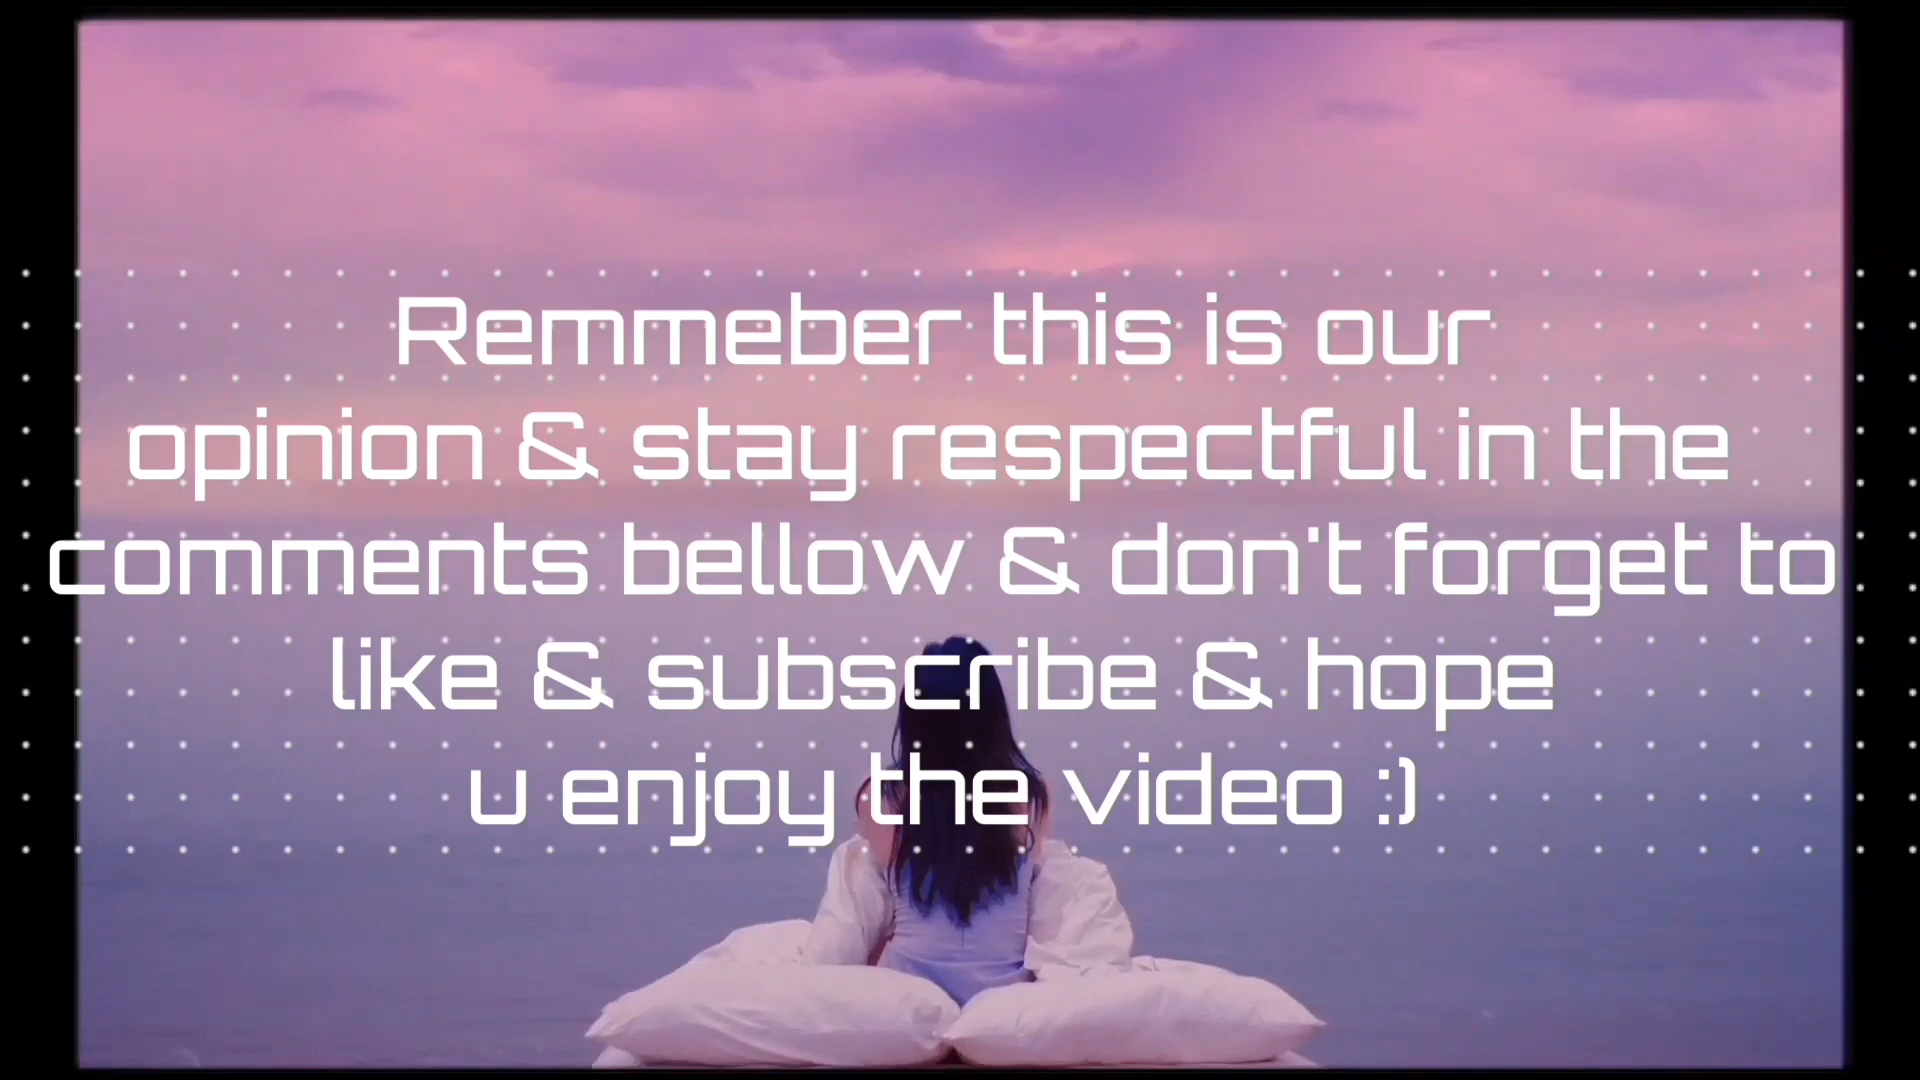 Remmeber this is our
opinion & stay respectful in the
comments bellow & don't forget to
like & subscribe & hope
u enjoy the video :)